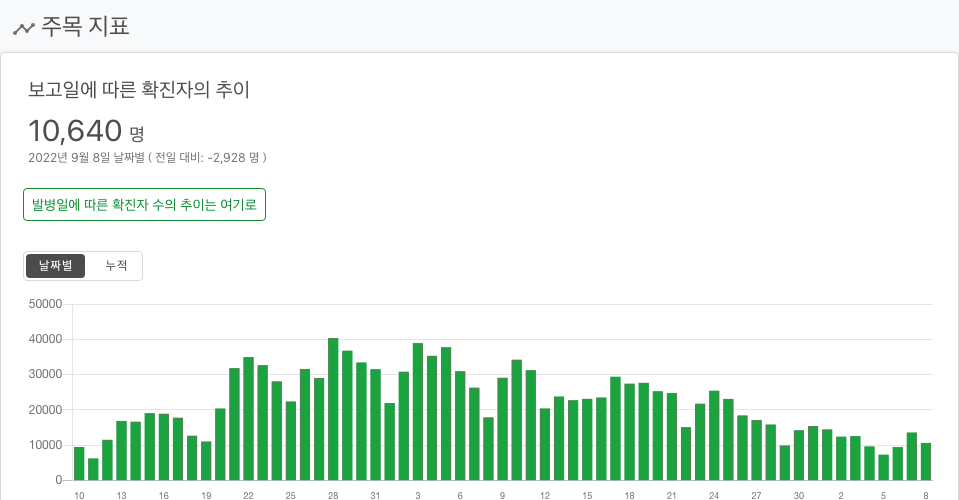 주목 지표
보고일에 따른 확진자의 추이
10,640 명
2022년 9월 8일 날짜별 ( 전일 대비: -2,928 명 )
발병일에 따른 확진자 수의 추이는 여기로
날짜별 누적
50000
40000
30000
20000
10000
0
10 13 16 19 22 25 28 31 3 6 9 12 15 18 21 24 27 30 2 5 8